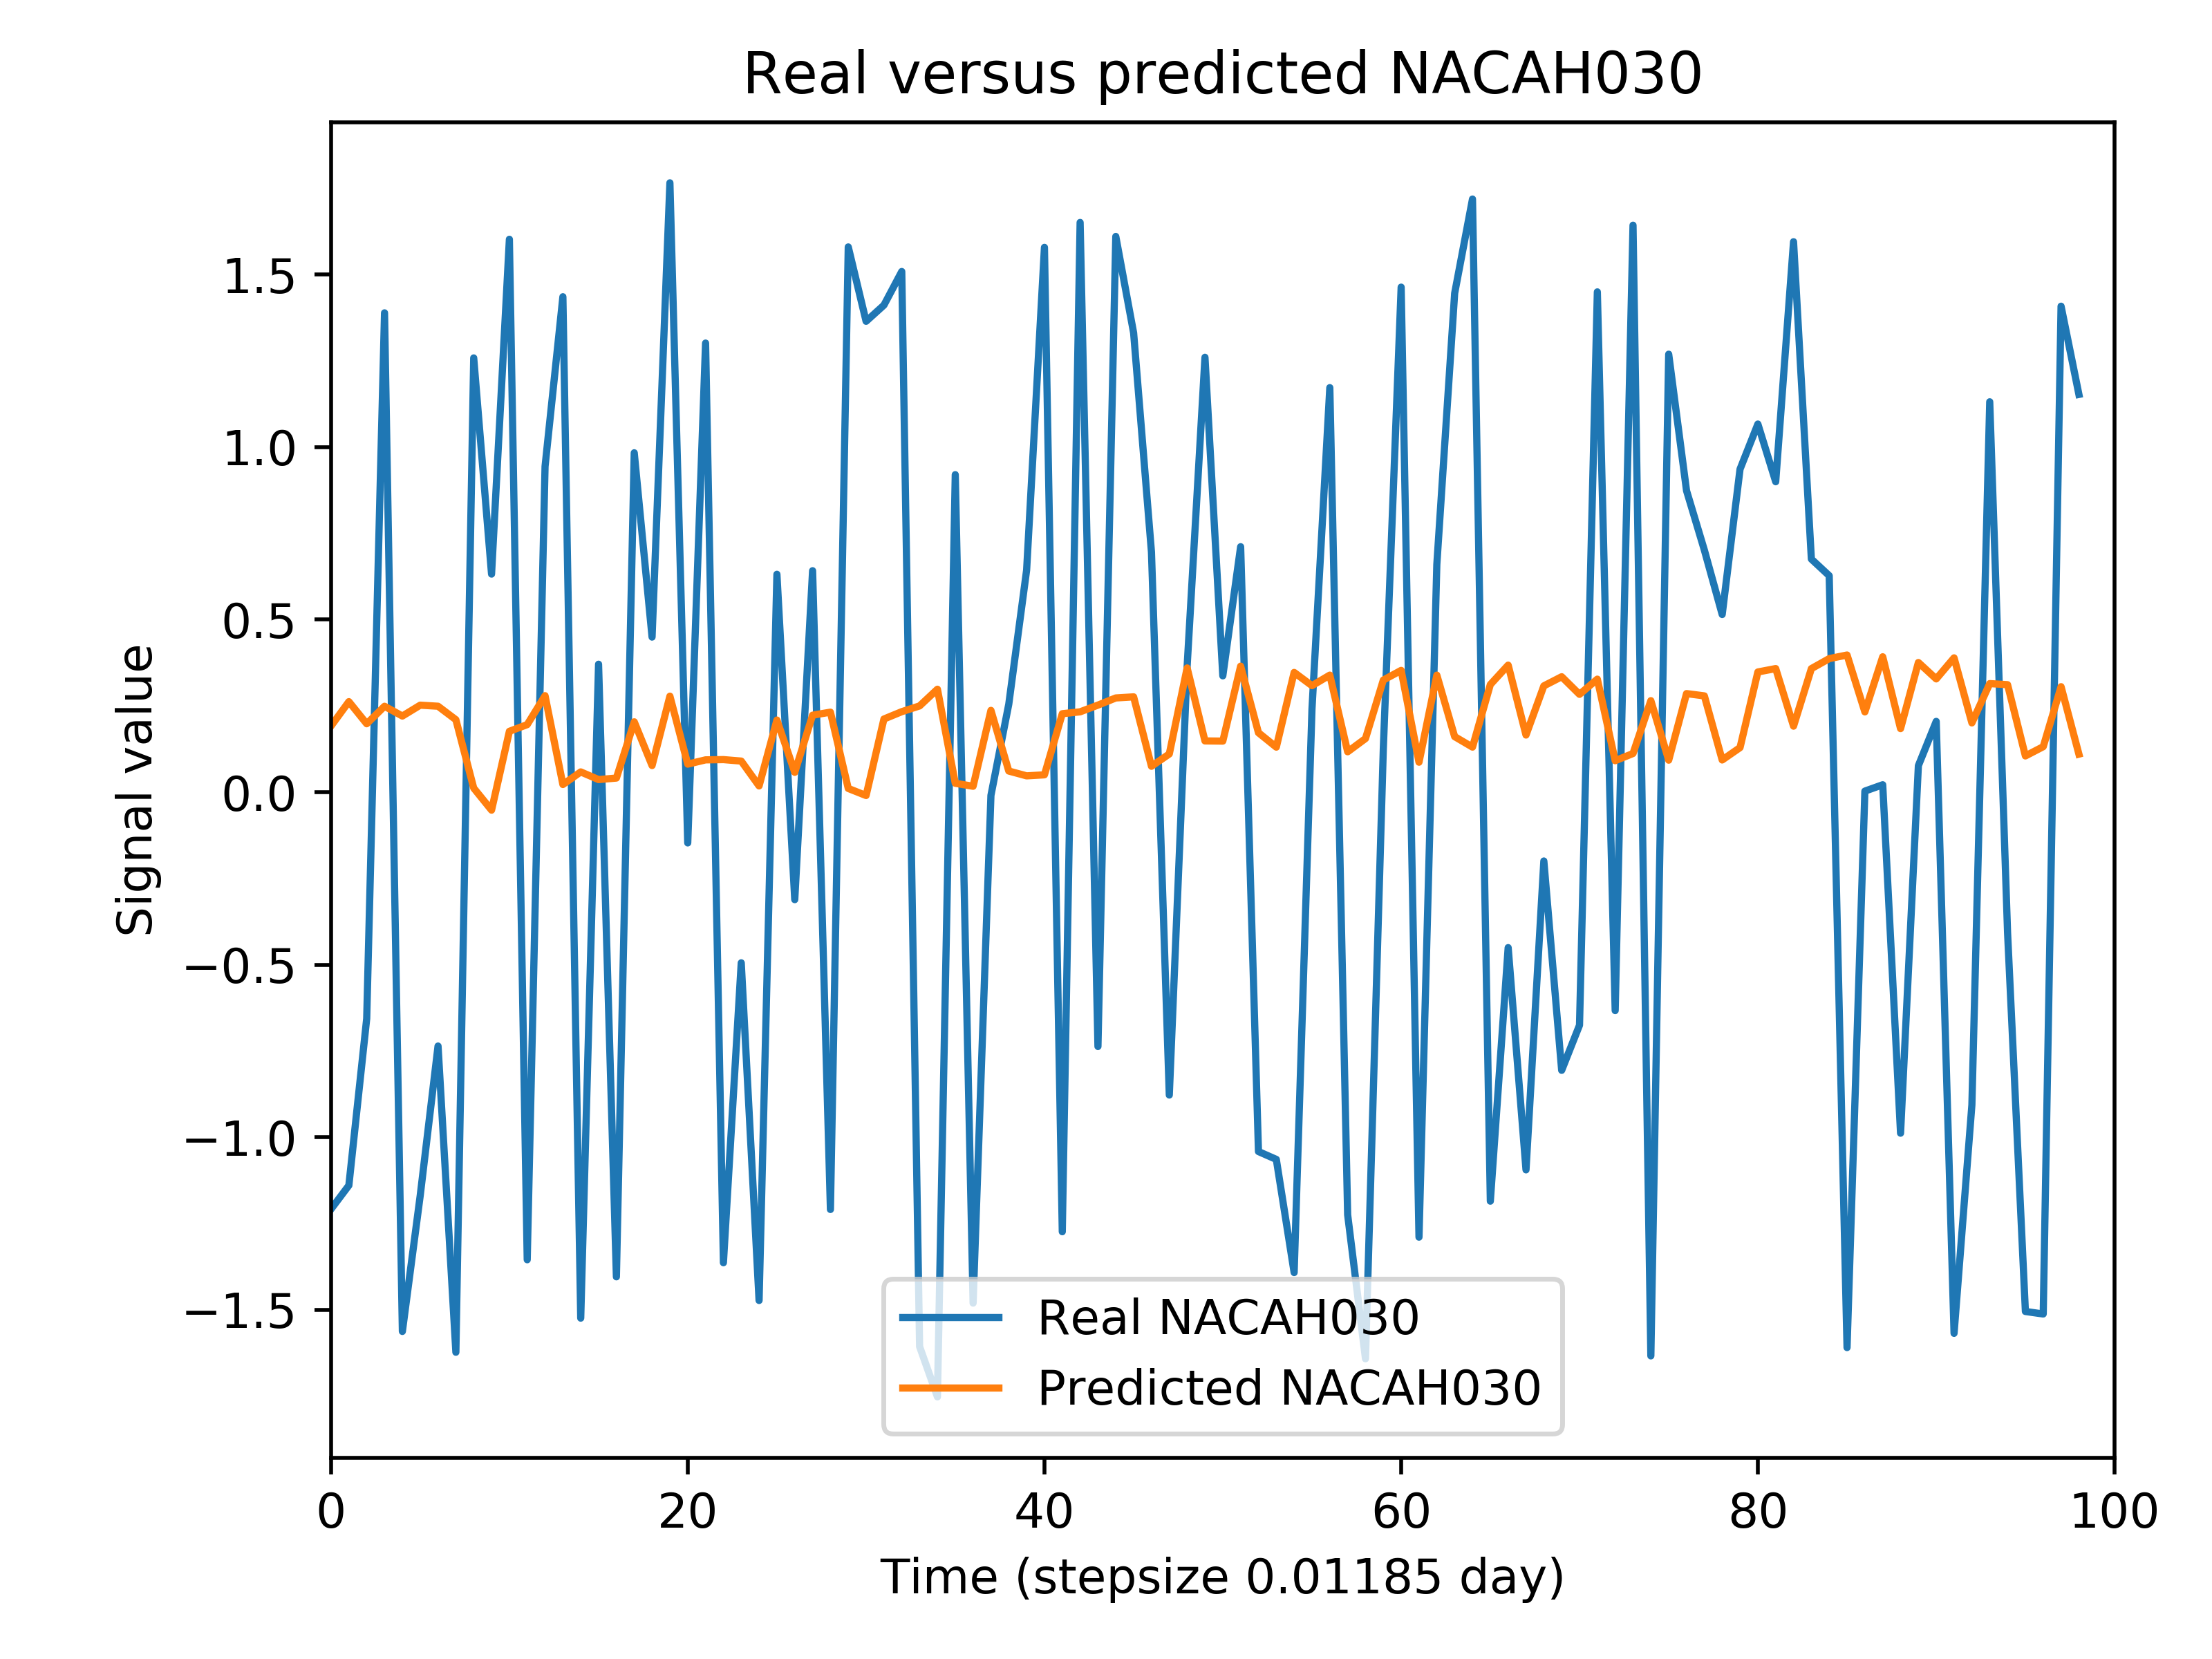 Real versus predicted NACAH030
Signal value
1.5
1.0
0.5
0.0
−0.5
−1.0
−1.5
Real NACAH030
Predicted NACAH030
0 20 40 60 80 100
Time (stepsize 0.01185 day)